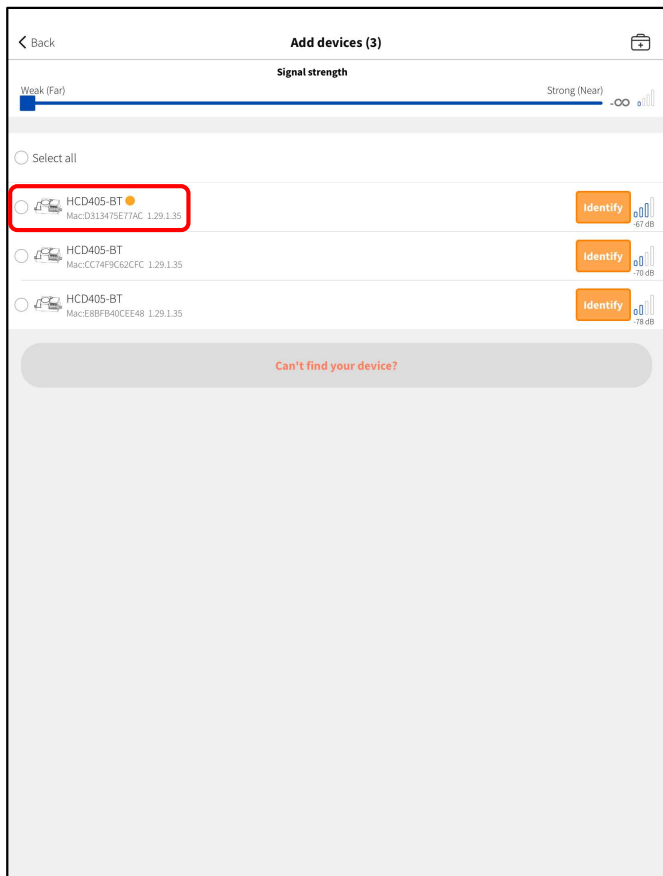 Back
Add devices (3)
Signal strength
Weak (Far)
Strong (Near)
-∞
Select all
HCD405-BT
Mac:D313475E77AC 1.29.1.35
Identify
-67 dB
HCD405-BT
Mac:CC74F9C62CFC 1.29.1.35
Identify
-70 dB
HCD405-BT
Mac:E8BFB40CEE48 1.29.1.35
Identify
-78 dB
Can't find your device?